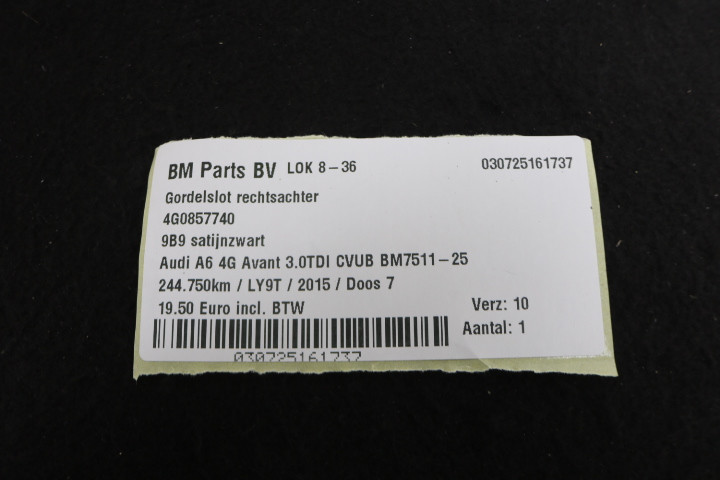 BM Parts BV LOK 8-36 030725161737
Gordelslot rechtsachter
4G0857740
9B9 satijnzwart
Audi A6 4G Avant 3.0TDI CVUB BM7511-25
244.750km / LY9T / 2015 / Doos 7
19.50 Euro incl. BTW Verz: 10
Aantal: 1
030725161737